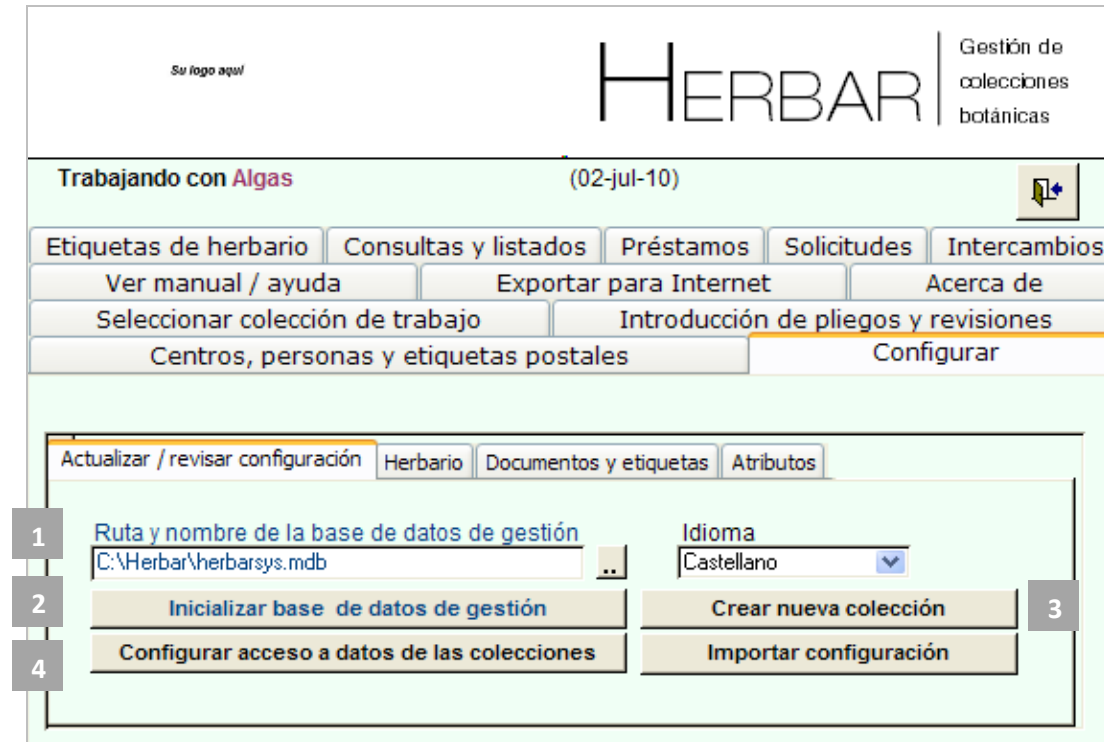 Su logo aquí
HERBAR
Gestión de
colecciones
botánicas
Trabajando con Algas
(02-jul-10)
Etiquetas de herbario
Consultas y listados
Préstamos
Solicitudes
Intercambios
Ver manual / ayuda
Exportar para Internet
Acerca de
Seleccionar colección de trabajo
Introducción de pliegos y revisiones
Centros, personas y etiquetas postales
Configurar
Actualizar / revisar configuración
Herbario
Documentos y etiquetas
Atributos
1
Ruta y nombre de la base de datos de gestión
Idioma
C:\Herbar\herbarsys.mdb
..
Castellano
2
Inicializar base de datos de gestión
Crear nueva colección
3
4
Configurar acceso a datos de las colecciones
Importar configuración